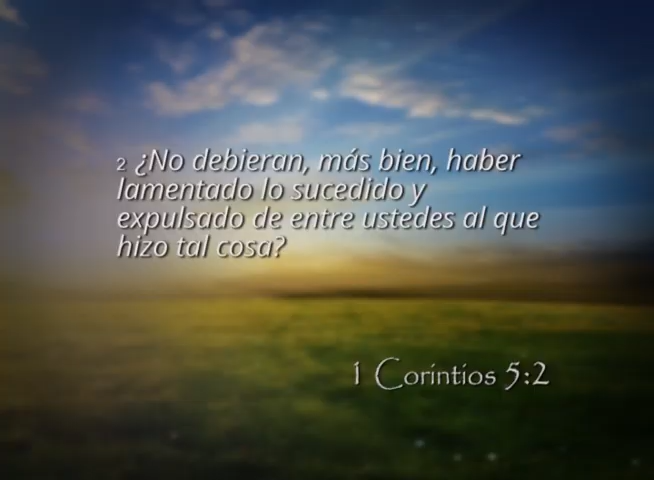 2 ¿No debieran, más bien, haber
lamentado lo sucedido y
expulsado de entre ustedes al que
hizo tal cosa?
1 Corintios 5:2